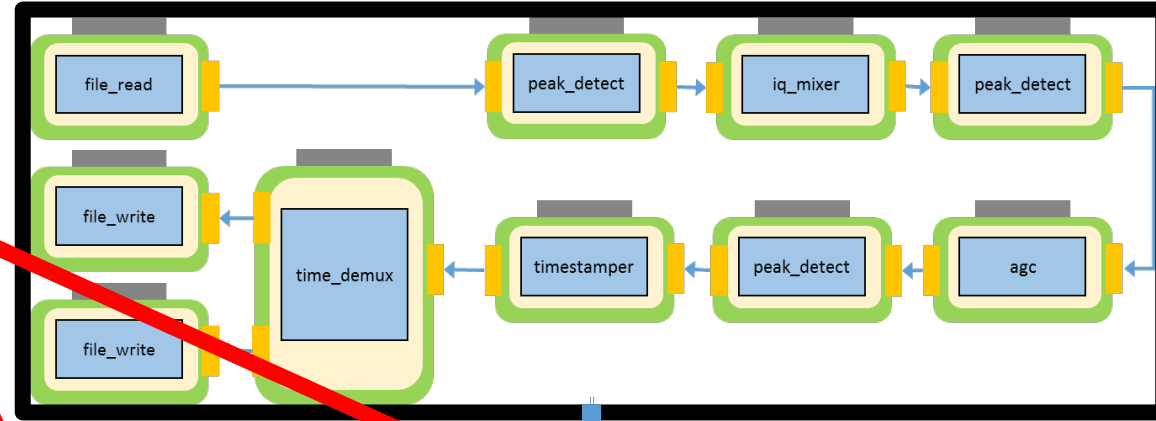 file_read
peak_detect
iq_mixer
peak_detect
file_write
time_demux
timestamper
peak_detect
agc
file_write